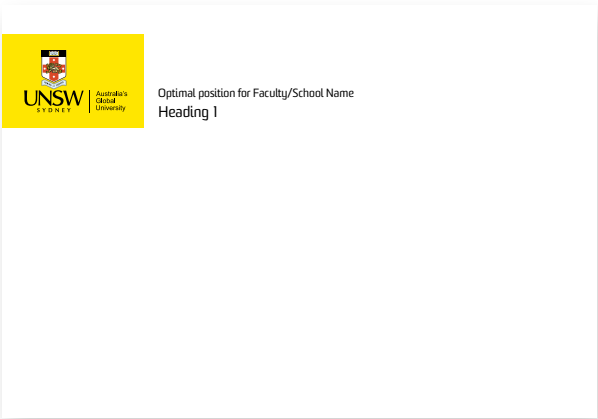 UNSW
SYDNEY
Australia's
Global
University
Optimal position for Faculty/School Name
Heading 1